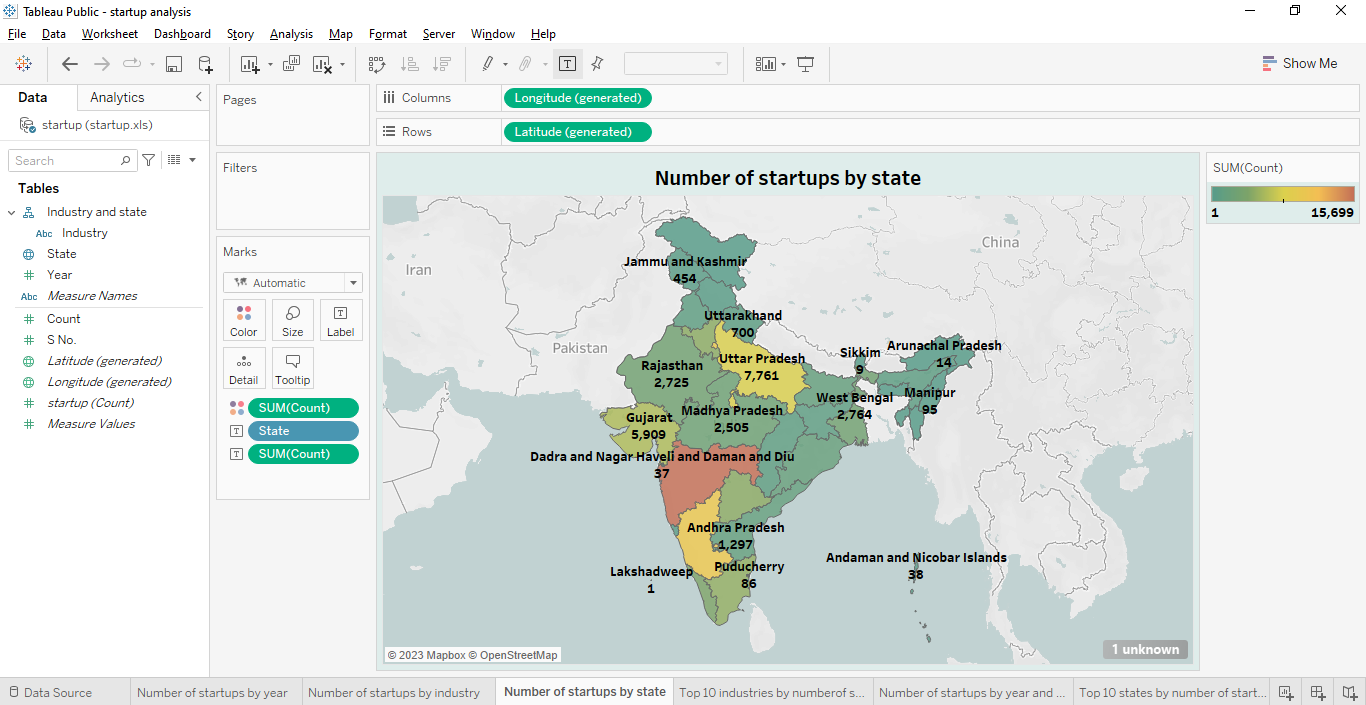 Tableau Public - startup analysis
File Data Worksheet Dashboard Story Analysis Map Format Server Window Help
Show Me
Data Analytics
startup (startup.xls)
Search
Tables
Industry and state
Abc Industry
State
Year
Abc Measure Names
Count
S No.
Latitude (generated)
Longitude (generated)
startup (Count)
Measure Values
Pages
Filters
Marks
Automatic
Color Size Label
Detail Tooltip
SUM(Count)
State
SUM(Count)
Columns Longitude (generated)
Rows Latitude (generated)
Number of startups by state
Iran
China
Pakistan
Jammu and Kashmir
454
Uttarakhand
700
Arunachal Pradesh
14
Sikkim
9
Uttar Pradesh
7,761
Rajasthan
2,725
Manipur
95
West Bengal
2,764
Madhya Pradesh
2,505
Gujarat
5,909
Dadra and Nagar Haveli and Daman and Diu
37
Andhra Pradesh
1,297
Andaman and Nicobar Islands
38
Puducherry
86
Lakshadweep
1
© 2023 Mapbox © OpenStreetMap
1 unknown
SUM(Count)
1 15,699
Data Source Number of startups by year Number of startups by industry Number of startups by state Top 10 industries by numberof s... Number of startups by year and ... Top 10 states by number of start...